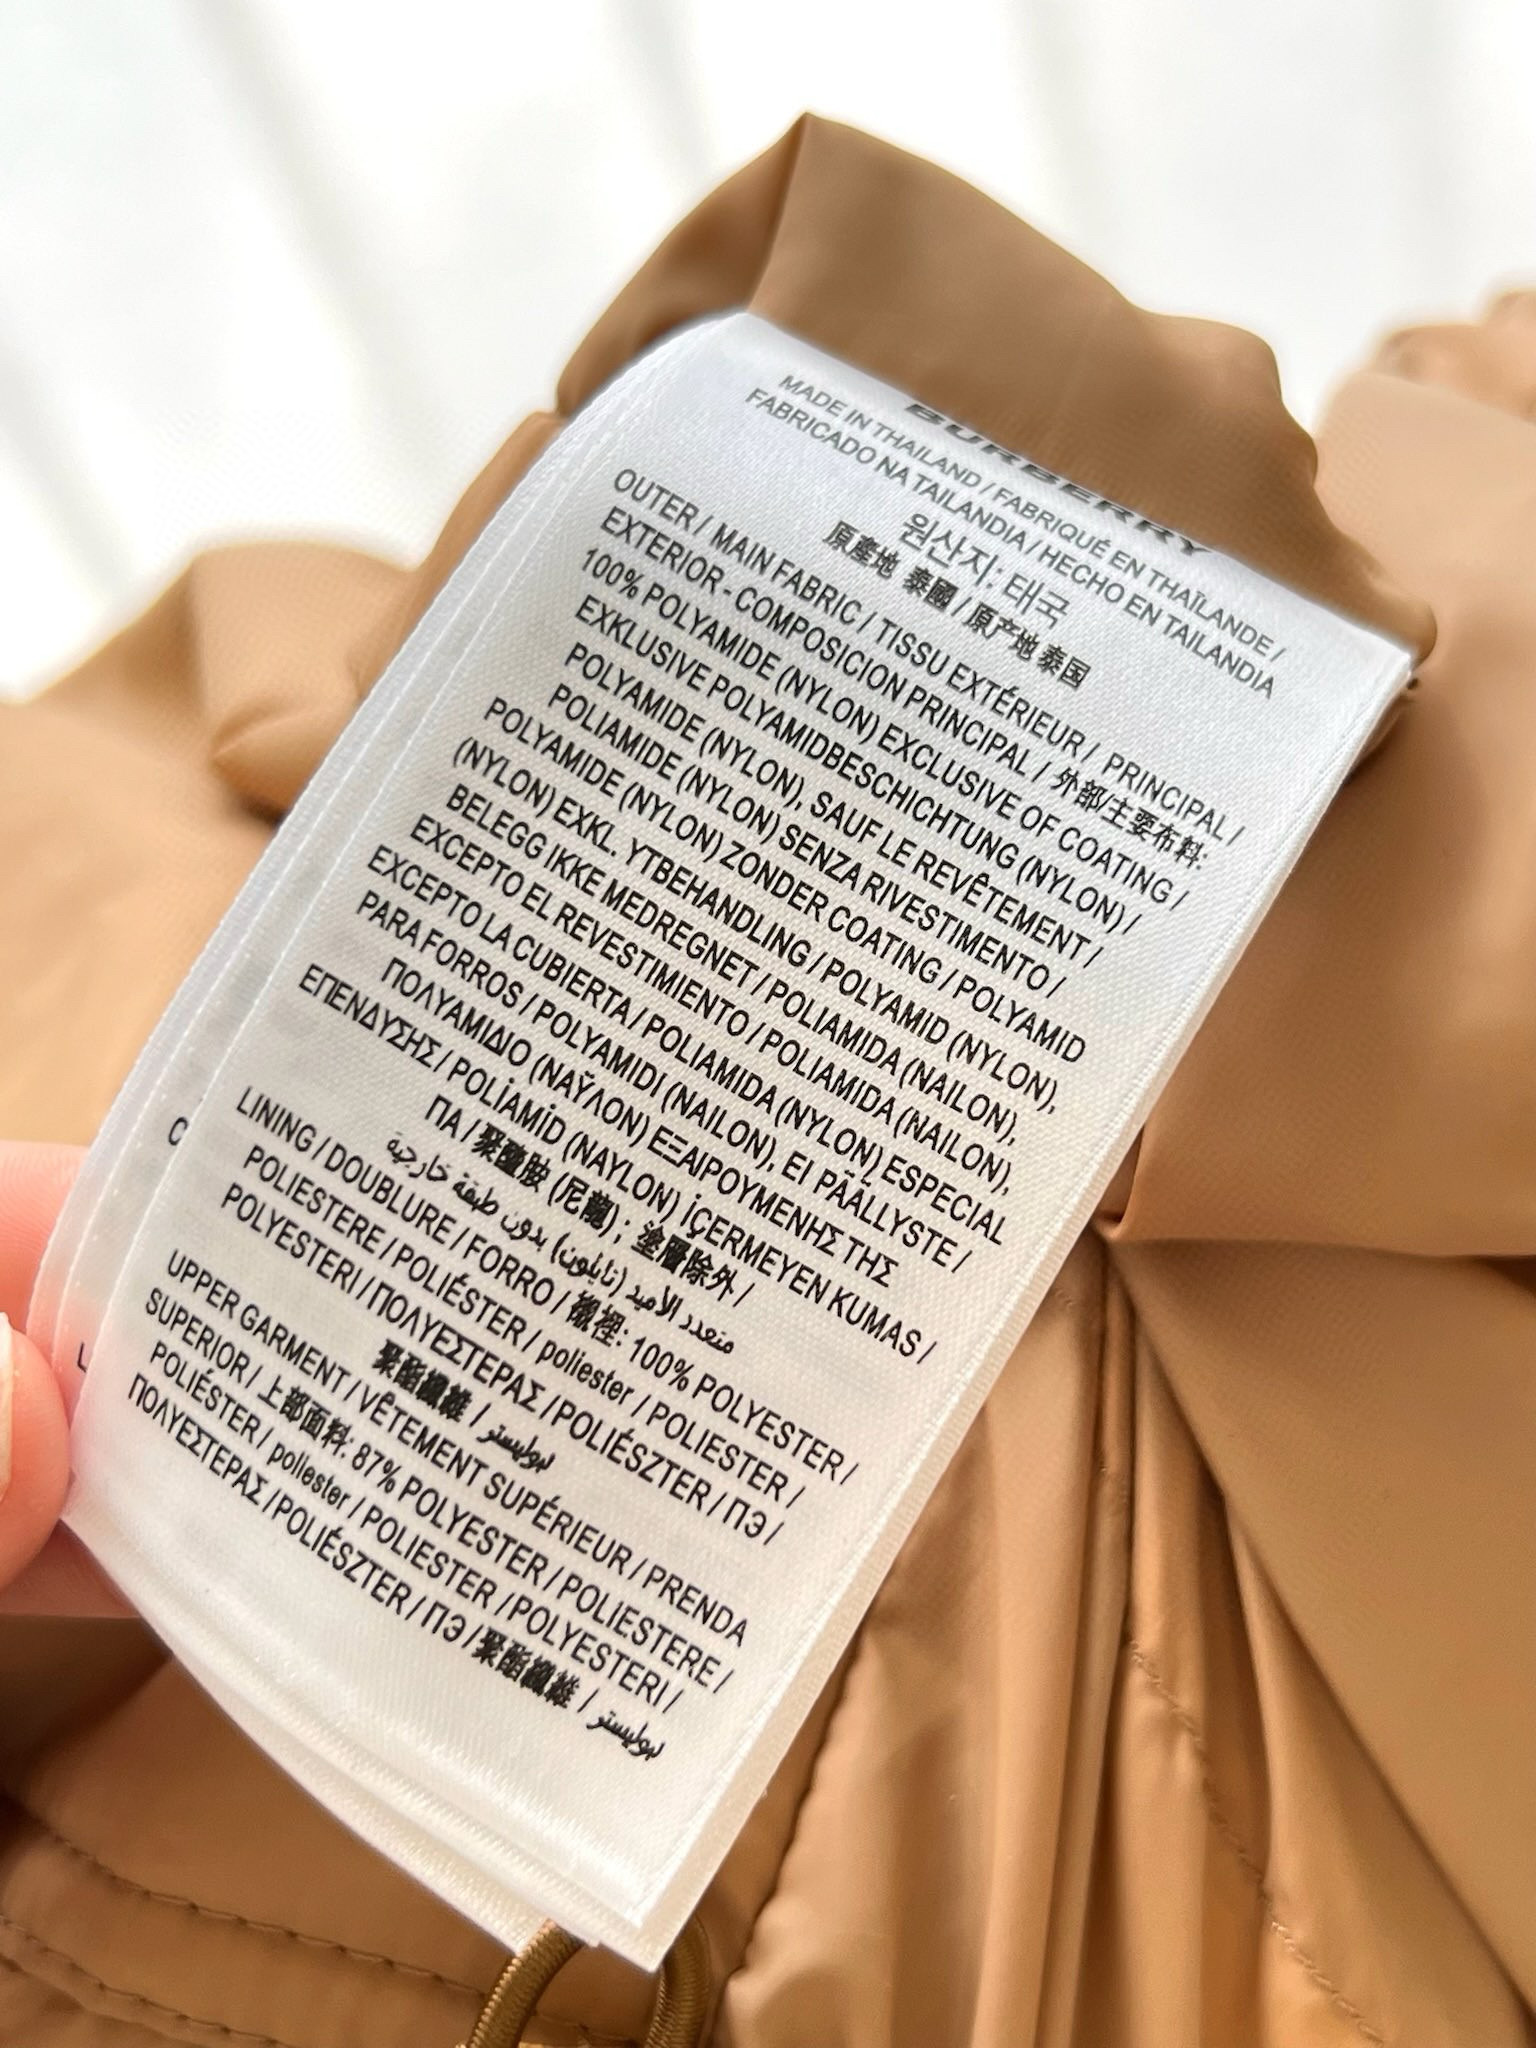 BURBERRY
MADE IN THAILAND / FABRIQUÉ EN THAÏLANDE /
FABRICADO NA TAILANDIA / HECHO EN TAILANDIA
원산지: 태국
原產地 泰國 / 原产地 泰国
OUTER / MAIN FABRIC / TISSU EXTÉRIEUR / PRINCIPAL /
EXTERIOR - COMPOSICION PRINCIPAL / 外部/主要布料:
100% POLYAMIDE (NYLON) EXCLUSIVE OF COATING /
EXKLUSIVE POLYAMIDBESCHICHTUNG (NYLON) /
POLYAMIDE (NYLON), SAUF LE REVÊTEMENT /
POLIAMIDE (NYLON) SENZA RIVESTIMENTO /
POLYAMIDE (NYLON) ZONDER COATING / POLYAMID
(NYLON) EXKL. YTBEHANDLING / POLYAMID (NYLON),
BELEGG IKKE MEDREGNET / POLIAMIDA (NAILON),
EXCEPTO EL REVESTIMIENTO / POLIAMIDA (NAILON),
EXCEPTO LA CUBIERTA / POLIAMIDA (NYLON) ESPECIAL
PARA FORROS / POLYAMIDI (NAILON), EI PÄÄLLYSTE /
ΠΟΛΥΑΜΙΔΙΟ (ΝΑΫΛΟΝ) ΕΞΑΙΡΟΥΜΕΝΗΣ ΤΗΣ
ΕΠΕΝΔΥΣΗΣ / POLİAMİD (NAYLON) İÇERMEYEN KUMAS /
ПА / 聚醯胺 (尼龍) ; 塗層除外 /
متعدد الأميد (نايلون) بدون طبقة خارجية
LINING / DOUBLURE / FORRO / 襯裡: 100% POLYESTER /
POLIESTERE / POLIÉSTER / poliester / POLIESTER /
POLYESTERI / ΠΟΛΥΕΣΤΕΡΑΣ / POLIÉSZTER / ПЭ /
聚酯纖維 / بوليستر
UPPER GARMENT / VÊTEMENT SUPÉRIEUR / PRENDA
SUPERIOR / 上部面料: 87% POLYESTER / POLIESTERE /
POLIÉSTER / poliester / POLIESTER / POLYESTERI /
ΠΟΛΥΕΣΤΕΡΑΣ / POLIÉSZTER / ПЭ / 聚酯纖維 / بوليستر